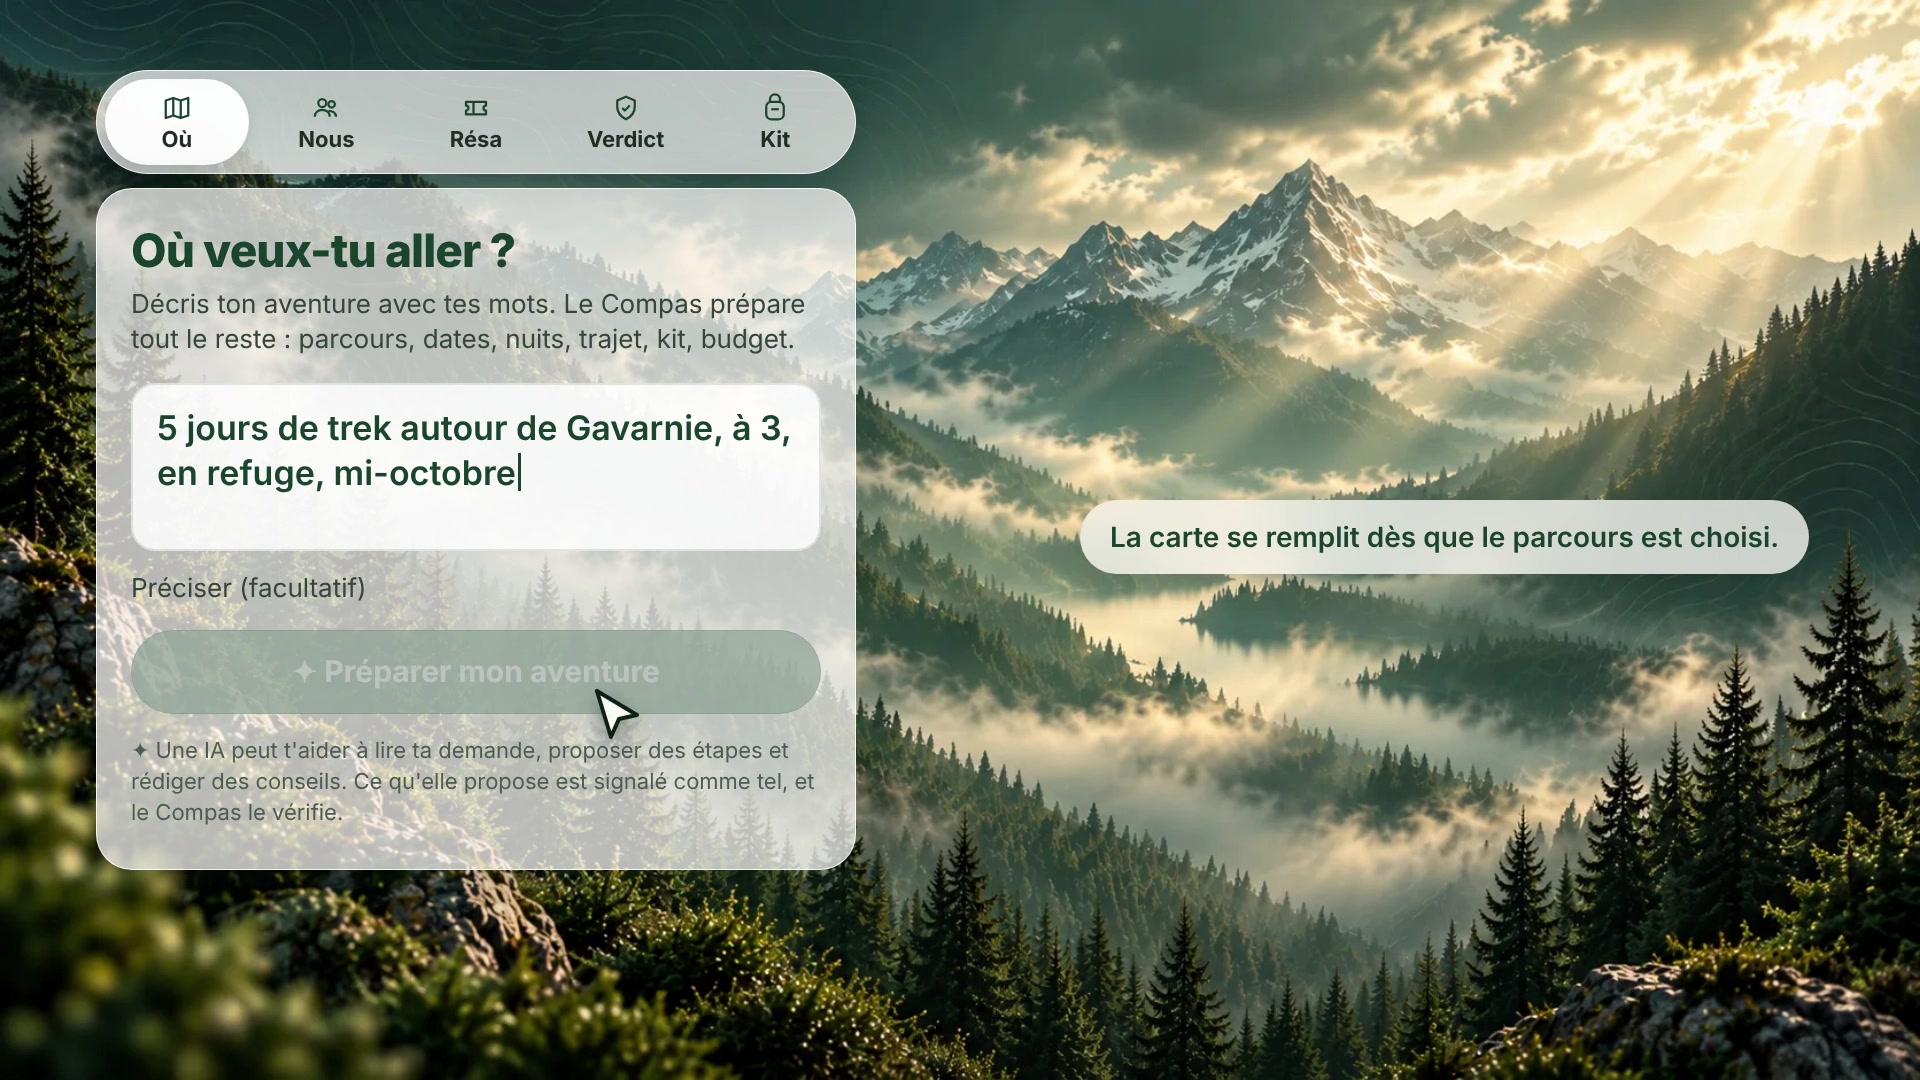 Où
Nous
Résa
Verdict
Kit
Où veux-tu aller ?
Décris ton aventure avec tes mots. Le Compas prépare
tout le reste : parcours, dates, nuits, trajet, kit, budget.
5 jours de trek autour de Gavarnie, à 3,
en refuge, mi-octobre
Préciser (facultatif)
✦ Préparer mon aventure
✦ Une IA peut t'aider à lire ta demande, proposer des étapes et
rédiger des conseils. Ce qu'elle propose est signalé comme tel, et
le Compas le vérifie.
La carte se remplit dès que le parcours est choisi.